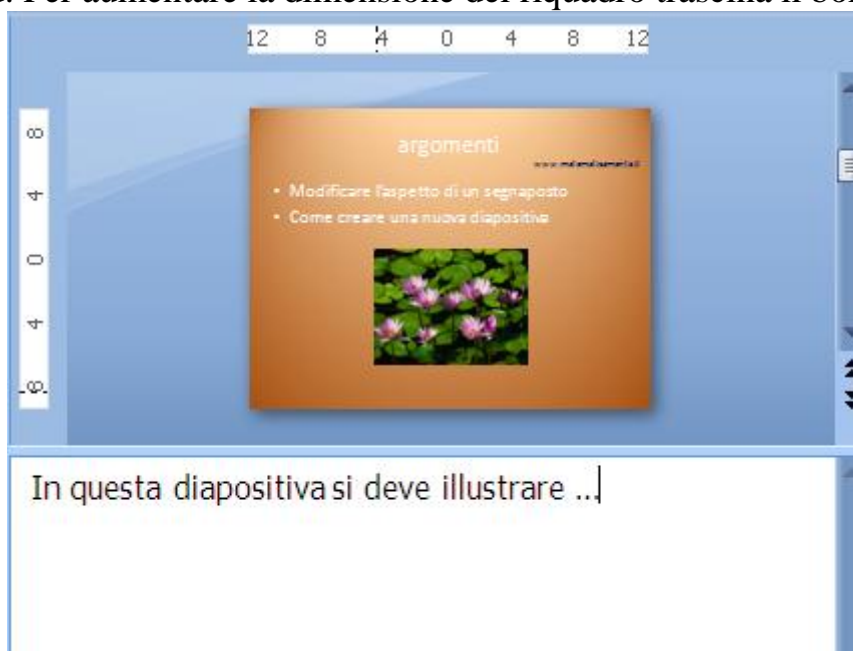 Per aumentare la dimensione del riquadro trascina il
12 8 4 0 4 8 12
8
4
0
4
8
argomenti
• Modificare l'aspetto di un segnaposto
• Come creare una nuova diapositiva
In questa diapositiva si deve illustrare ...